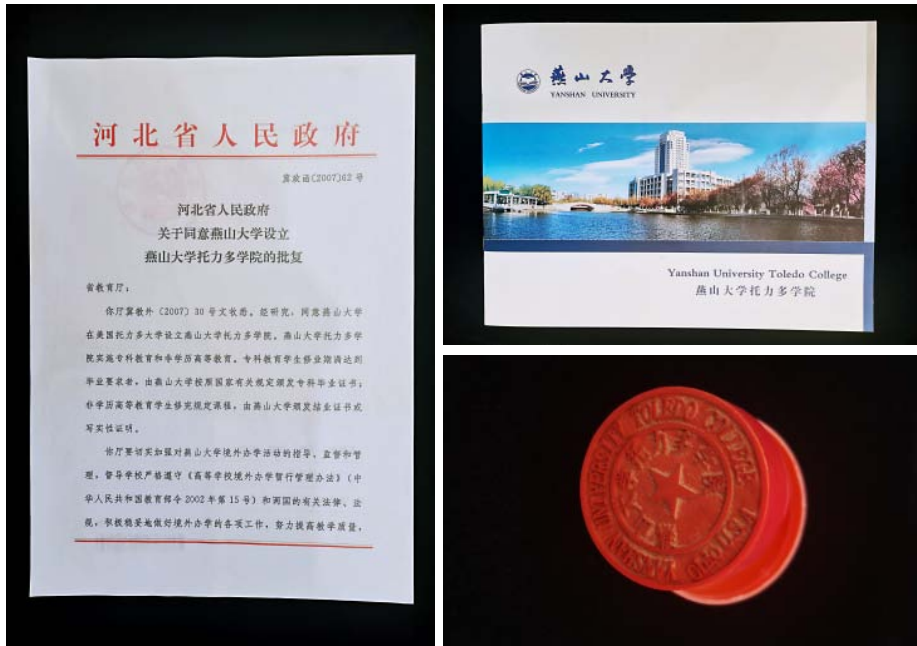 河北省人民政府
冀政函(2007)62 号
河北省人民政府
关于同意燕山大学设立
燕山大学托力多学院的批复
省教育厅：
你厅冀教外（2007）30 号文收悉。经研究，同意燕山大学
在美国托力多大学设立燕山大学托力多学院。燕山大学托力多学
院实施专科教育和非学历高等教育。专科教育学生修业期满达到
毕业要求者，由燕山大学按照国家有关规定颁发专科毕业证书；
非学历高等教育学生修完规定课程，由燕山大学颁发结业证书或
写实性证明。
你厅要切实加强对燕山大学境外办学活动的指导、监督和管
理，督导学校严格遵守《高等学校境外办学暂行管理办法》（中
华人民共和国教育部令 2002 年第 15 号）和两国的有关法律、法
规，积极稳妥地做好境外办学的各项工作，努力提高教学质量，
燕山大学
YANSHAN UNIVERSITY
Yanshan University Toledo College
燕山大学托力多学院
YANSHAN UNIVERSITY TOLEDO COLLEGE